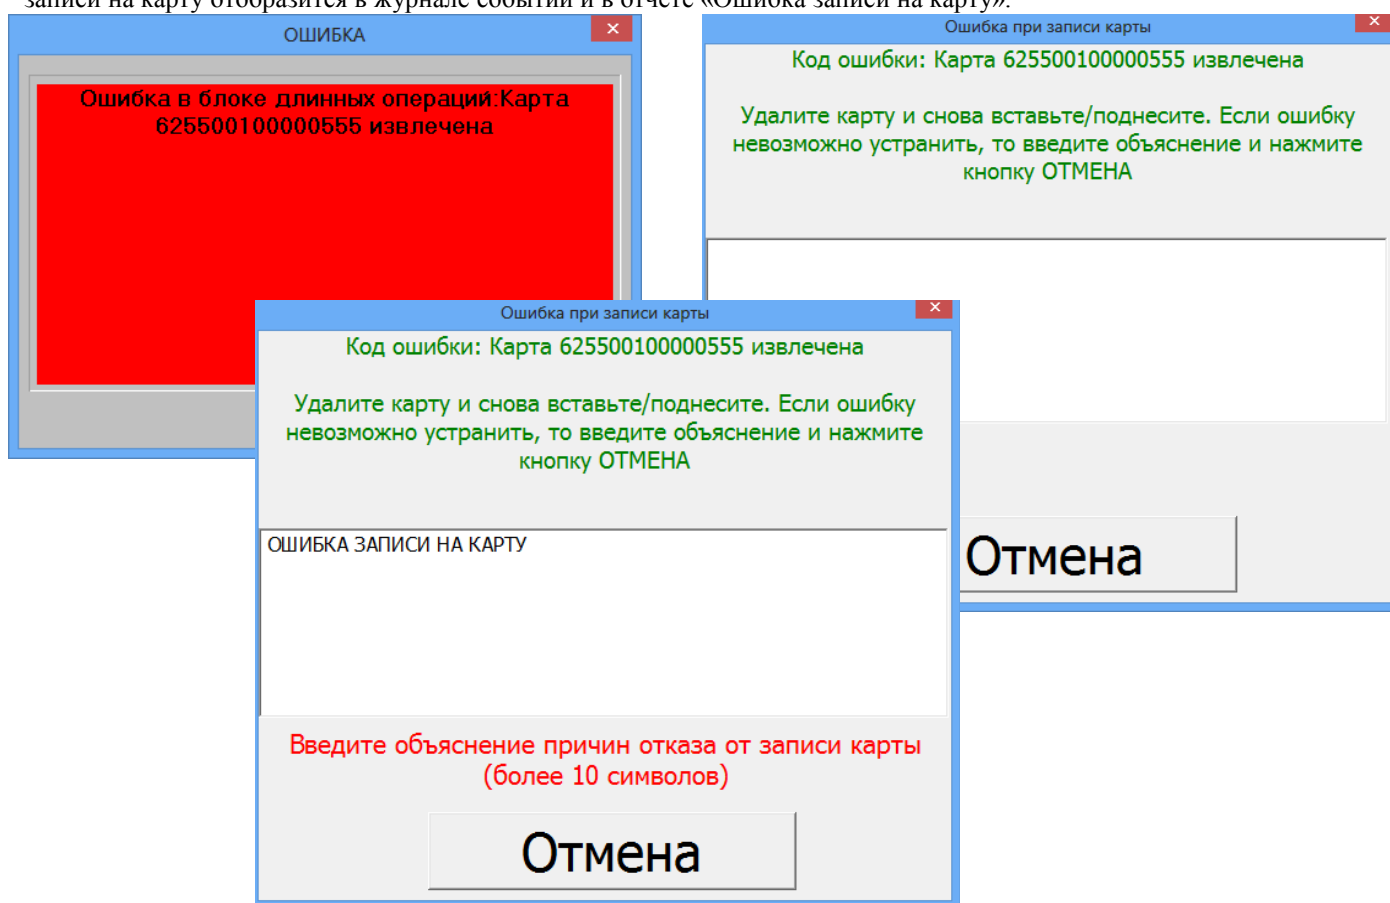 записи на карту отобразится в журнале событий и в отчете «Ошибка записи на карту».
ОШИБКА
Ошибка в блоке длинных операций:Карта
625500100000555 извлечена
Ошибка при записи карты
Код ошибки: Карта 625500100000555 извлечена
Удалите карту и снова вставьте/поднесите. Если ошибку
невозможно устранить, то введите объяснение и нажмите
кнопку ОТМЕНА
Отмена
Ошибка при записи карты
Код ошибки: Карта 625500100000555 извлечена
Удалите карту и снова вставьте/поднесите. Если ошибку
невозможно устранить, то введите объяснение и нажмите
кнопку ОТМЕНА
ОШИБКА ЗАПИСИ НА КАРТУ
Введите объяснение причин отказа от записи карты
(более 10 символов)
Отмена